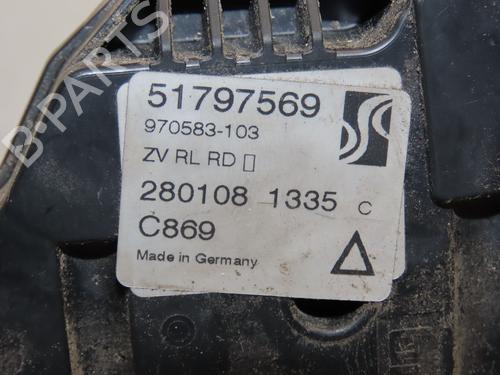 B-PARTS
51797569
970583-103
ZV RL RD
280108 1335 C
C869
Made in Germany